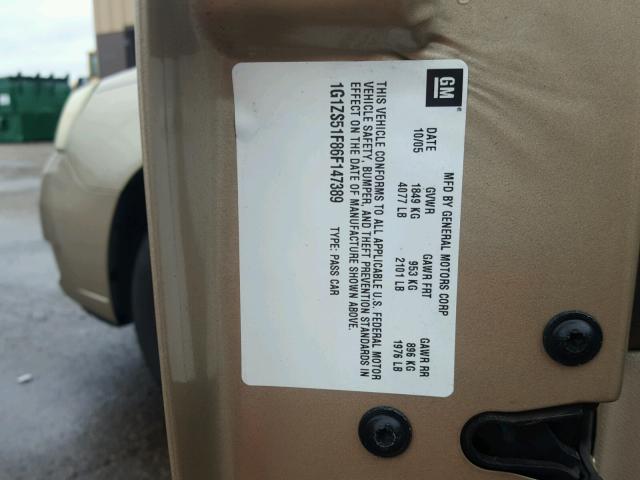 GM
MFD BY GENERAL MOTORS CORP
DATE GVWR GAWR FRT GAWR RR
10/05 1849 KG 953 KG 896 KG
4077 LB 2101 LB 1976 LB
THIS VEHICLE CONFORMS TO ALL APPLICABLE U.S. FEDERAL MOTOR
VEHICLE SAFETY, BUMPER, AND THEFT PREVENTION STANDARDS IN
EFFECT ON THE DATE OF MANUFACTURE SHOWN ABOVE.
1G1ZS51F86F147389 TYPE: PASS CAR